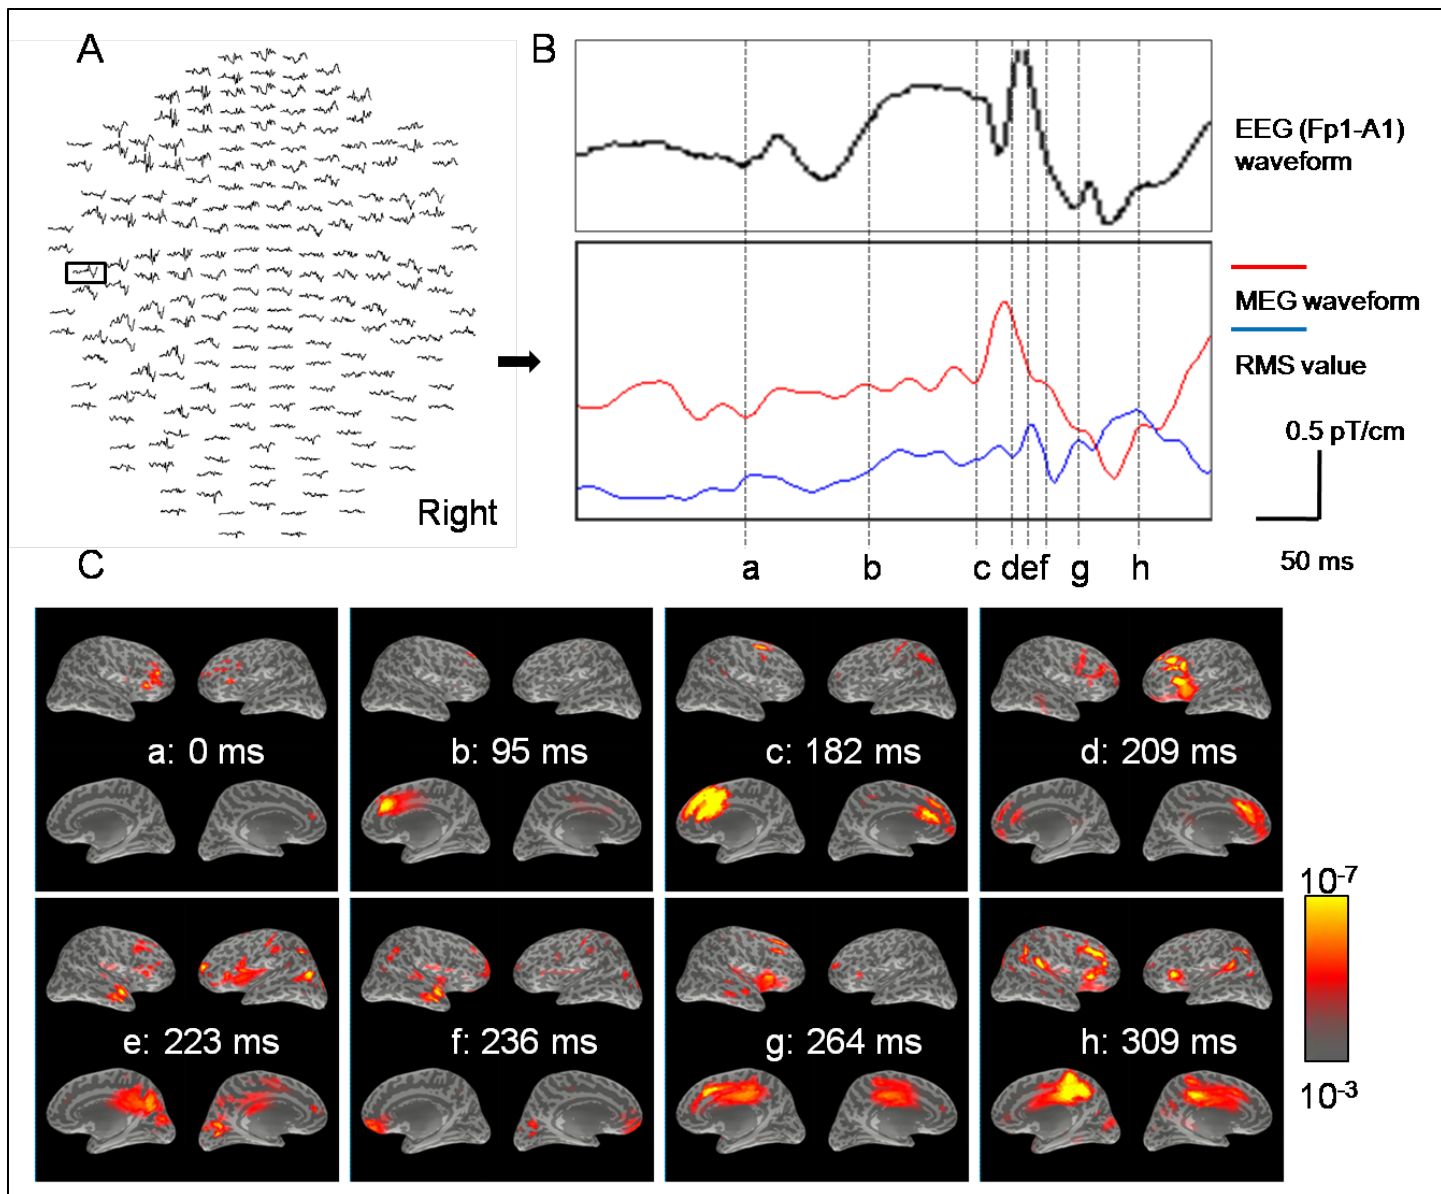 A
B
EEG (Fp1-A1)
waveform
MEG waveform
RMS value
0.5 pT/cm
50 ms
Right
a b c d e f g h
C
a: 0 ms
b: 95 ms
c: 182 ms
d: 209 ms
e: 223 ms
f: 236 ms
g: 264 ms
h: 309 ms
10-7
10-3